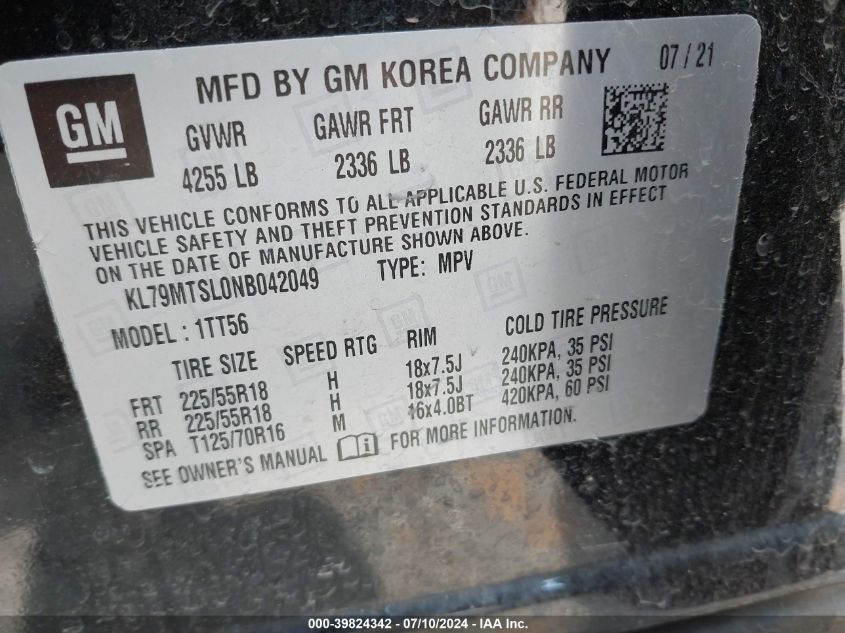 GM
MFD BY GM KOREA COMPANY 07/21
GVWR GAWR FRT GAWR RR
4255 LB 2336 LB 2336 LB
THIS VEHICLE CONFORMS TO ALL APPLICABLE U.S. FEDERAL MOTOR
VEHICLE SAFETY AND THEFT PREVENTION STANDARDS IN EFFECT
ON THE DATE OF MANUFACTURE SHOWN ABOVE.
KL79MTSL0NB042049 TYPE: MPV
MODEL: 1TT56
TIRE SIZE SPEED RTG RIM COLD TIRE PRESSURE
FRT 225/55R18 H 18x7.5J 240KPA, 35 PSI
RR 225/55R18 H 18x7.5J 240KPA, 35 PSI
SPA T125/70R16 M 16x4.0BT 420KPA, 60 PSI
SEE OWNER'S MANUAL FOR MORE INFORMATION.
000-39824342 - 07/10/2024 - IAA Inc.